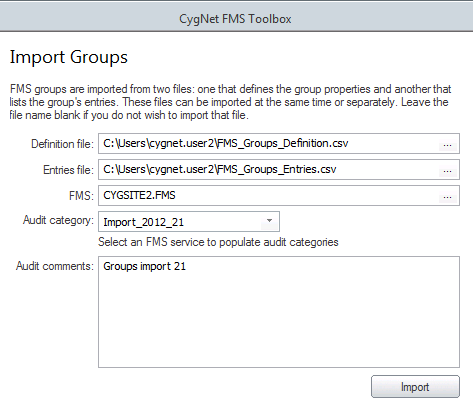 CygNet FMS Toolbox
Import Groups
FMS groups are imported from two files: one that defines the group properties and another that
lists the group's entries. These files can be imported at the same time or separately. Leave the
file name blank if you do not wish to import that file.
Definition file: C:\Users\cygnet.user2\FMS_Groups_Definition.csv ...
Entries file: C:\Users\cygnet.user2\FMS_Groups_Entries.csv ...
FMS: CYGSITE2.FMS ...
Audit category: Import_2012_21
Select an FMS service to populate audit categories
Audit comments: Groups import 21
Import